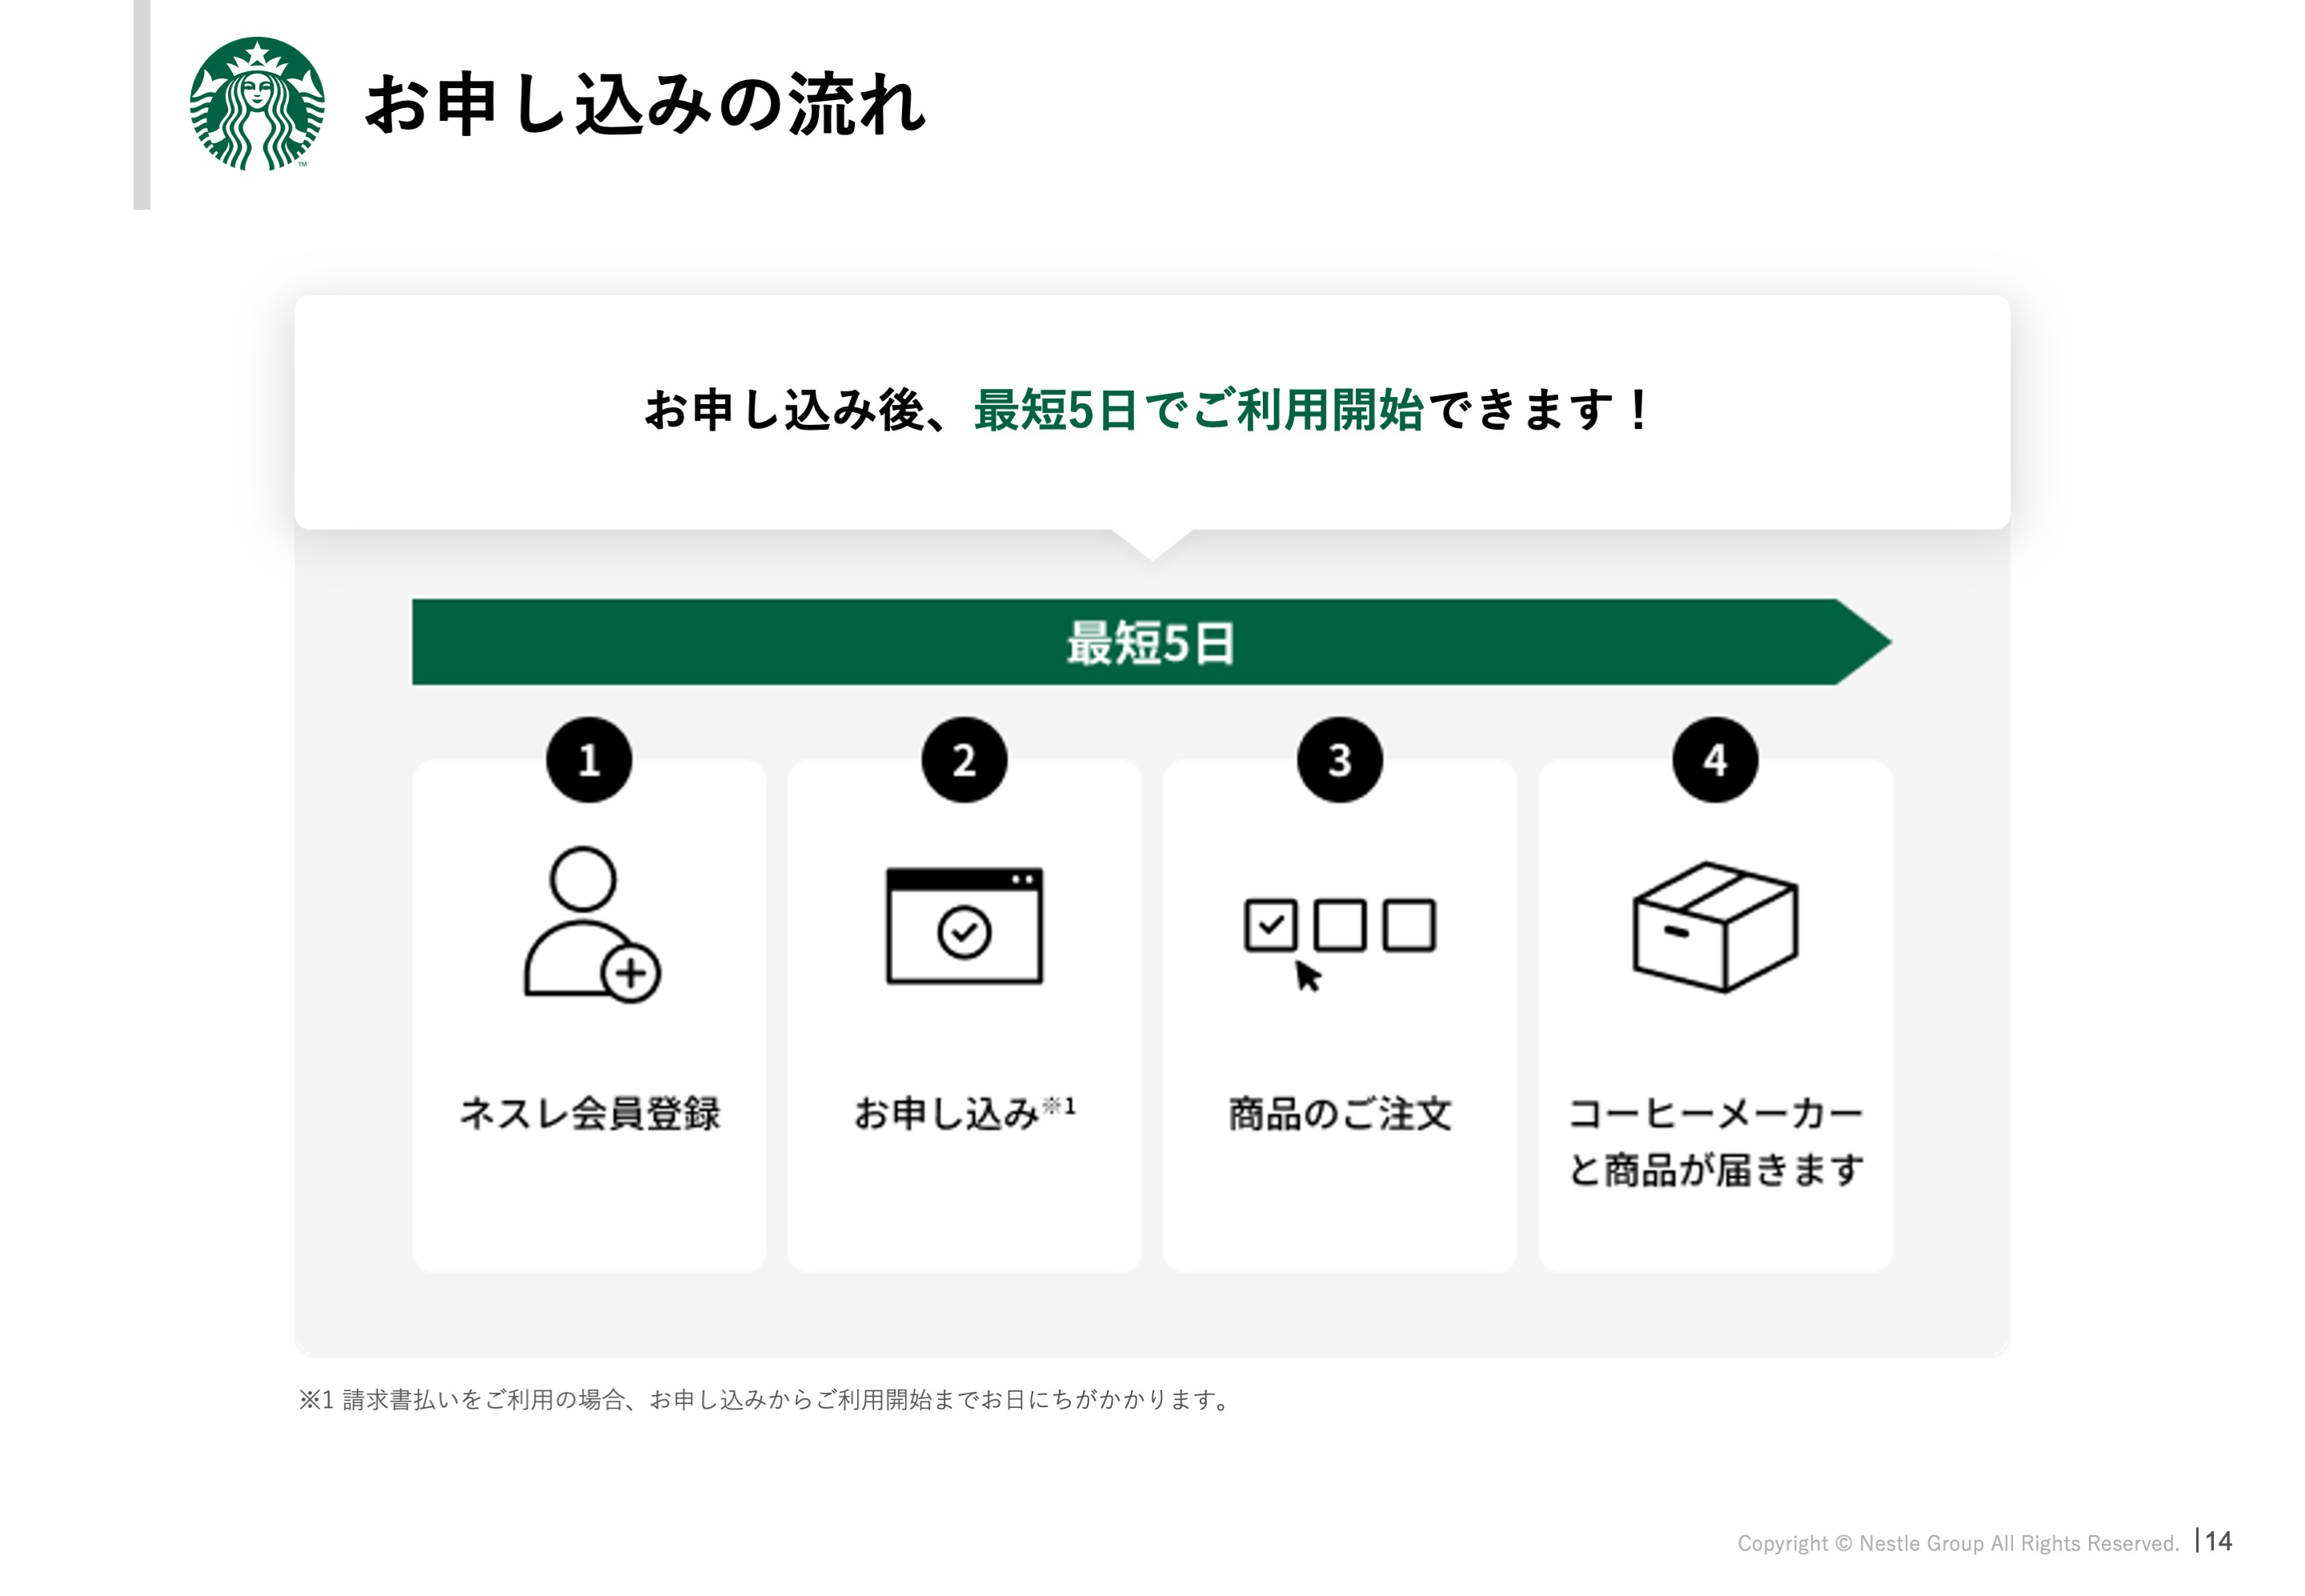 お申し込みの流れ
TM
お申し込み後、最短5日でご利用開始できます！
最短5日
1
2
3
4
ネスレ会員登録
お申し込み※1
商品のご注文
コーヒーメーカー
と商品が届きます
※1 請求書払いをご利用の場合、お申し込みからご利用開始までお日にちがかかります。
Copyright © Nestle Group All Rights Reserved. |14